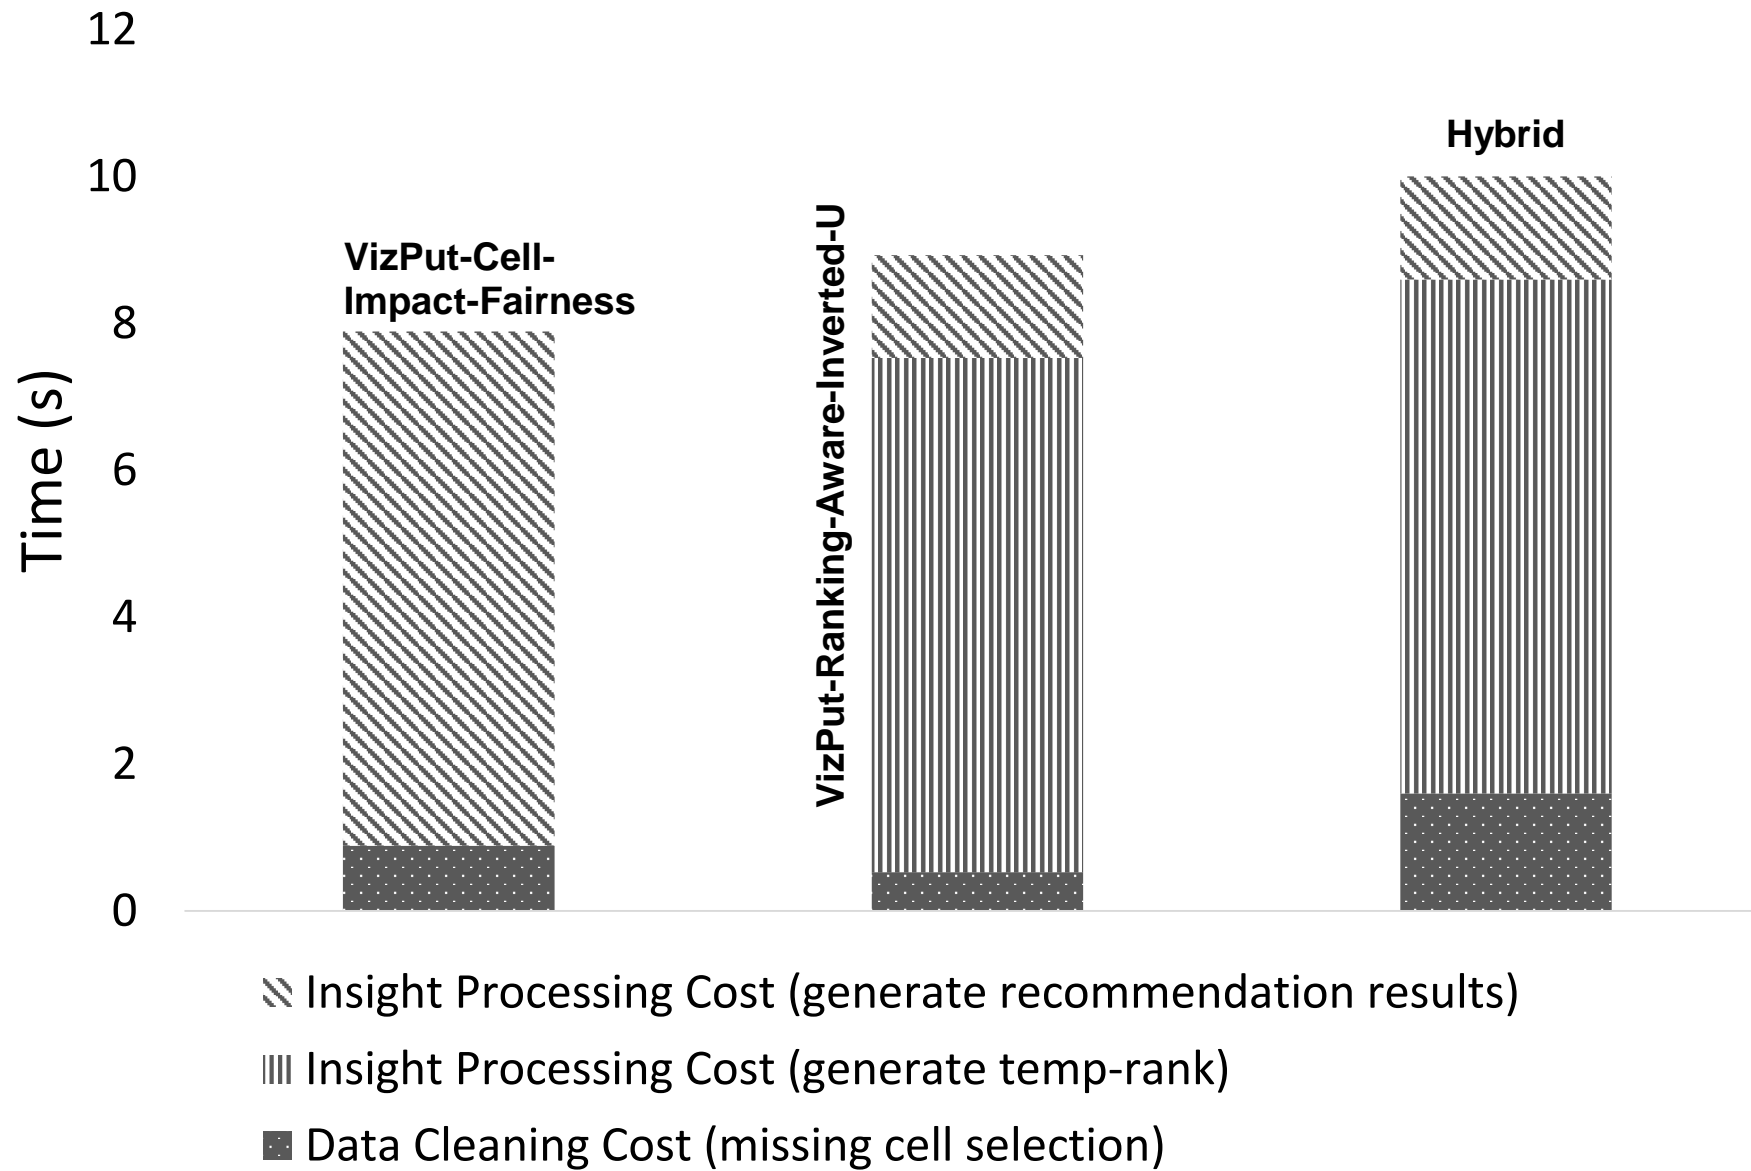 12
10
8
6
4
2
0
Time (s)
VizPut-Cell-
Impact-Fairness
VizPut-Ranking-Aware-Inverted-U
Hybrid
Insight Processing Cost (generate recommendation results)
Insight Processing Cost (generate temp-rank)
Data Cleaning Cost (missing cell selection)